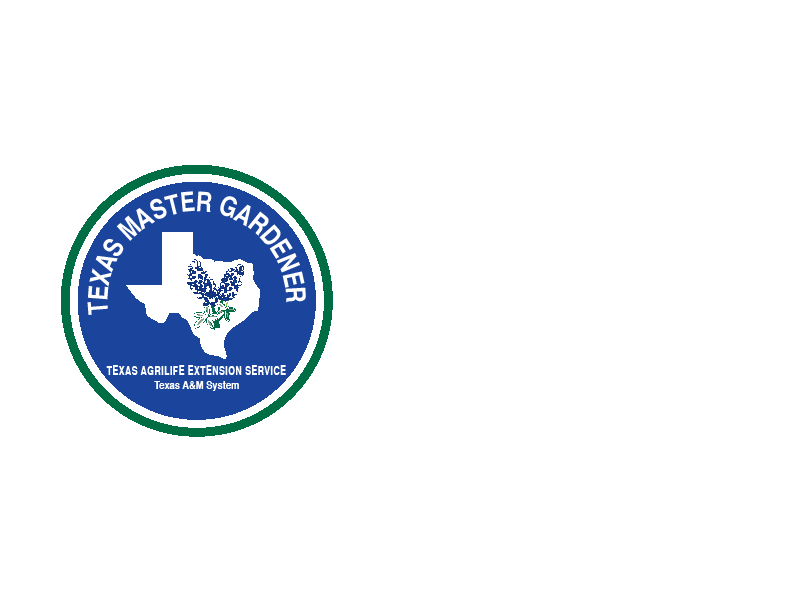 TEXAS MASTER GARDENER
TEXAS AGRILIFE EXTENSION SERVICE
Texas A&M System